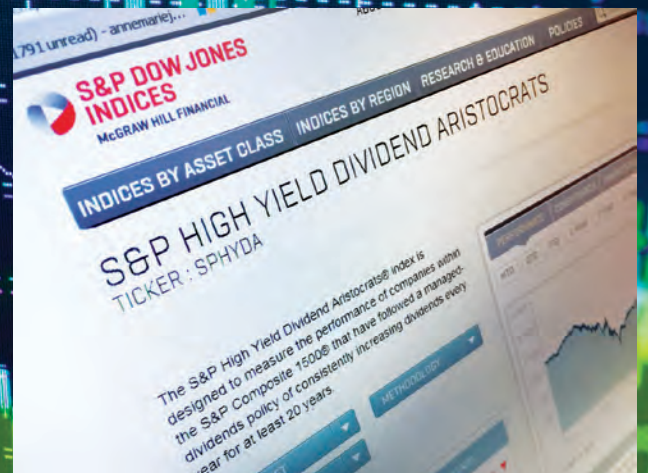 1791 unread) - annemarie)...
S&P DOW JONES
INDICES
McGRAW HILL FINANCIAL
INDICES BY ASSET CLASS INDICES BY REGION RESEARCH & EDUCATION POLICIES
S&P HIGH YIELD DIVIDEND ARISTOCRATS
TICKER : SPHYDA
The S&P High Yield Dividend Aristocrats® index is
designed to measure the performance of companies within
the S&P Composite 1500® that have followed a managed-
dividends policy of consistently increasing dividends every
year for at least 20 years.
METHODOLOGY
PERFORMANCE